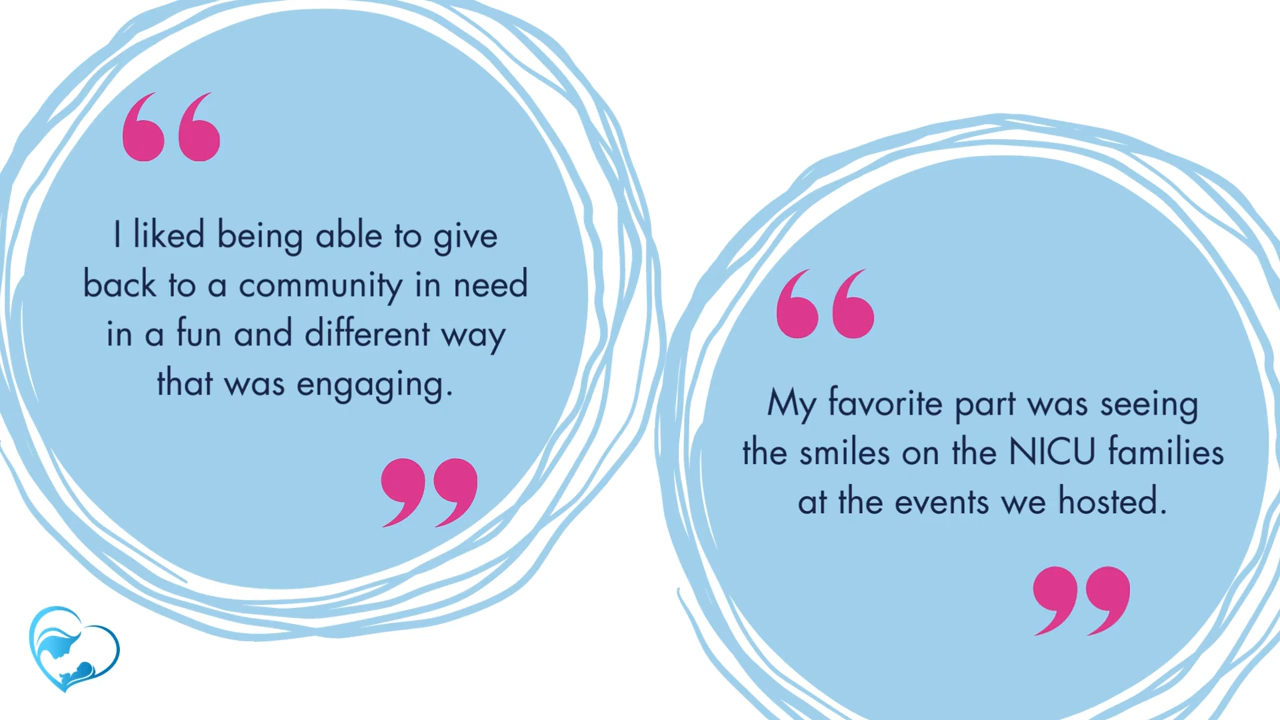 “
I liked being able to give
back to a community in need
in a fun and different way
that was engaging.
”
“
My favorite part was seeing
the smiles on the NICU families
at the events we hosted.
”